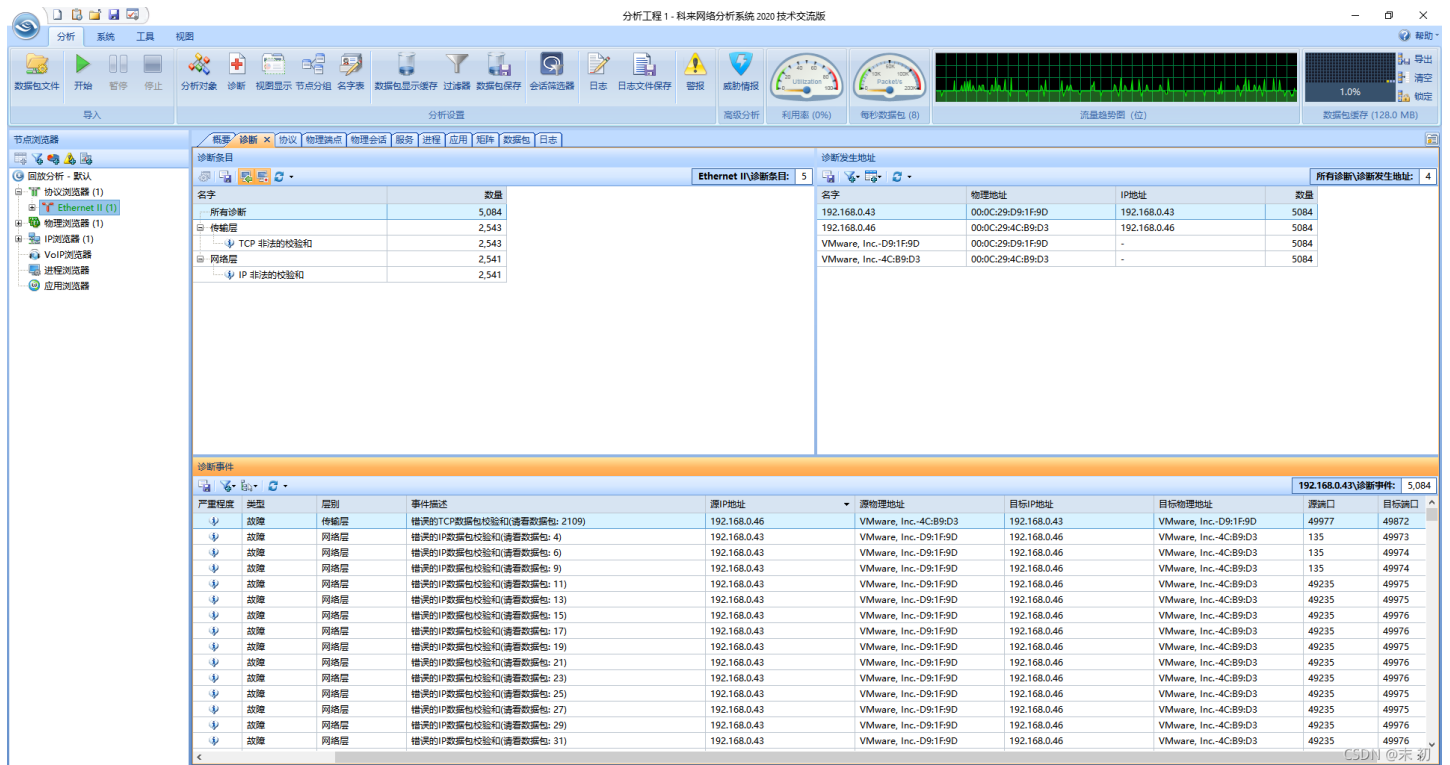 分析工程 1 - 科来网络分析系统 2020 技术交流版
分析 系统 工具 视图 帮助
数据包文件 开始 暂停 停止 分析对象 诊断 视图显示 节点分组 名字表 数据包显示缓存 过滤器 数据包保存 会话筛选器 日志 日志文件保存 警报 威胁情报 1.0% 导出 清空 锁定
导入 分析设置 高级分析 利用率 (0%) 每秒数据包 (8) 流量趋势图 (位) 数据包缓存 (128.0 MB)
节点浏览器
回放分析 - 默认
协议浏览器 (1)
Ethernet II (1)
物理浏览器 (1)
IP浏览器 (1)
VoIP浏览器
进程浏览器
应用浏览器
概要 诊断 协议 物理端点 物理会话 服务 进程 应用 矩阵 数据包 日志
诊断条目
Ethernet II\诊断条目: 5
名字 数量
所有诊断 5,084
传输层 2,543
TCP 非法的校验和 2,543
网络层 2,541
IP 非法的校验和 2,541
诊断发生地址
所有诊断\诊断发生地址: 4
名字 物理地址 IP地址 数量
192.168.0.43 00:0C:29:D9:1F:9D 192.168.0.43 5084
192.168.0.46 00:0C:29:4C:B9:D3 192.168.0.46 5084
VMware, Inc.-D9:1F:9D 00:0C:29:D9:1F:9D - 5084
VMware, Inc.-4C:B9:D3 00:0C:29:4C:B9:D3 - 5084
诊断事件
192.168.0.43\诊断事件: 5,084
严重程度 类型 层别 事件描述 源IP地址 源物理地址 目标IP地址 目标物理地址 源端口 目标端口
故障 传输层 错误的TCP数据包校验和(请看数据包: 2109) 192.168.0.46 VMware, Inc.-4C:B9:D3 192.168.0.43 VMware, Inc.-D9:1F:9D 49977 49872
故障 网络层 错误的IP数据包校验和(请看数据包: 4) 192.168.0.43 VMware, Inc.-D9:1F:9D 192.168.0.46 VMware, Inc.-4C:B9:D3 135 49973
故障 网络层 错误的IP数据包校验和(请看数据包: 6) 192.168.0.43 VMware, Inc.-D9:1F:9D 192.168.0.46 VMware, Inc.-4C:B9:D3 135 49974
故障 网络层 错误的IP数据包校验和(请看数据包: 9) 192.168.0.43 VMware, Inc.-D9:1F:9D 192.168.0.46 VMware, Inc.-4C:B9:D3 135 49974
故障 网络层 错误的IP数据包校验和(请看数据包: 11) 192.168.0.43 VMware, Inc.-D9:1F:9D 192.168.0.46 VMware, Inc.-4C:B9:D3 49235 49975
故障 网络层 错误的IP数据包校验和(请看数据包: 13) 192.168.0.43 VMware, Inc.-D9:1F:9D 192.168.0.46 VMware, Inc.-4C:B9:D3 49235 49975
故障 网络层 错误的IP数据包校验和(请看数据包: 15) 192.168.0.43 VMware, Inc.-D9:1F:9D 192.168.0.46 VMware, Inc.-4C:B9:D3 49235 49976
故障 网络层 错误的IP数据包校验和(请看数据包: 17) 192.168.0.43 VMware, Inc.-D9:1F:9D 192.168.0.46 VMware, Inc.-4C:B9:D3 49235 49976
故障 网络层 错误的IP数据包校验和(请看数据包: 19) 192.168.0.43 VMware, Inc.-D9:1F:9D 192.168.0.46 VMware, Inc.-4C:B9:D3 49235 49975
故障 网络层 错误的IP数据包校验和(请看数据包: 21) 192.168.0.43 VMware, Inc.-D9:1F:9D 192.168.0.46 VMware, Inc.-4C:B9:D3 49235 49976
故障 网络层 错误的IP数据包校验和(请看数据包: 23) 192.168.0.43 VMware, Inc.-D9:1F:9D 192.168.0.46 VMware, Inc.-4C:B9:D3 49235 49976
故障 网络层 错误的IP数据包校验和(请看数据包: 25) 192.168.0.43 VMware, Inc.-D9:1F:9D 192.168.0.46 VMware, Inc.-4C:B9:D3 49235 49975
故障 网络层 错误的IP数据包校验和(请看数据包: 27) 192.168.0.43 VMware, Inc.-D9:1F:9D 192.168.0.46 VMware, Inc.-4C:B9:D3 49235 49975
故障 网络层 错误的IP数据包校验和(请看数据包: 29) 192.168.0.43 VMware, Inc.-D9:1F:9D 192.168.0.46 VMware, Inc.-4C:B9:D3 49235 49976
故障 网络层 错误的IP数据包校验和(请看数据包: 31) 192.168.0.43 VMware, Inc.-D9:1F:9D 192.168.0.46 VMware, Inc.-4C:B9:D3 49235 49976
CSDN @末 初